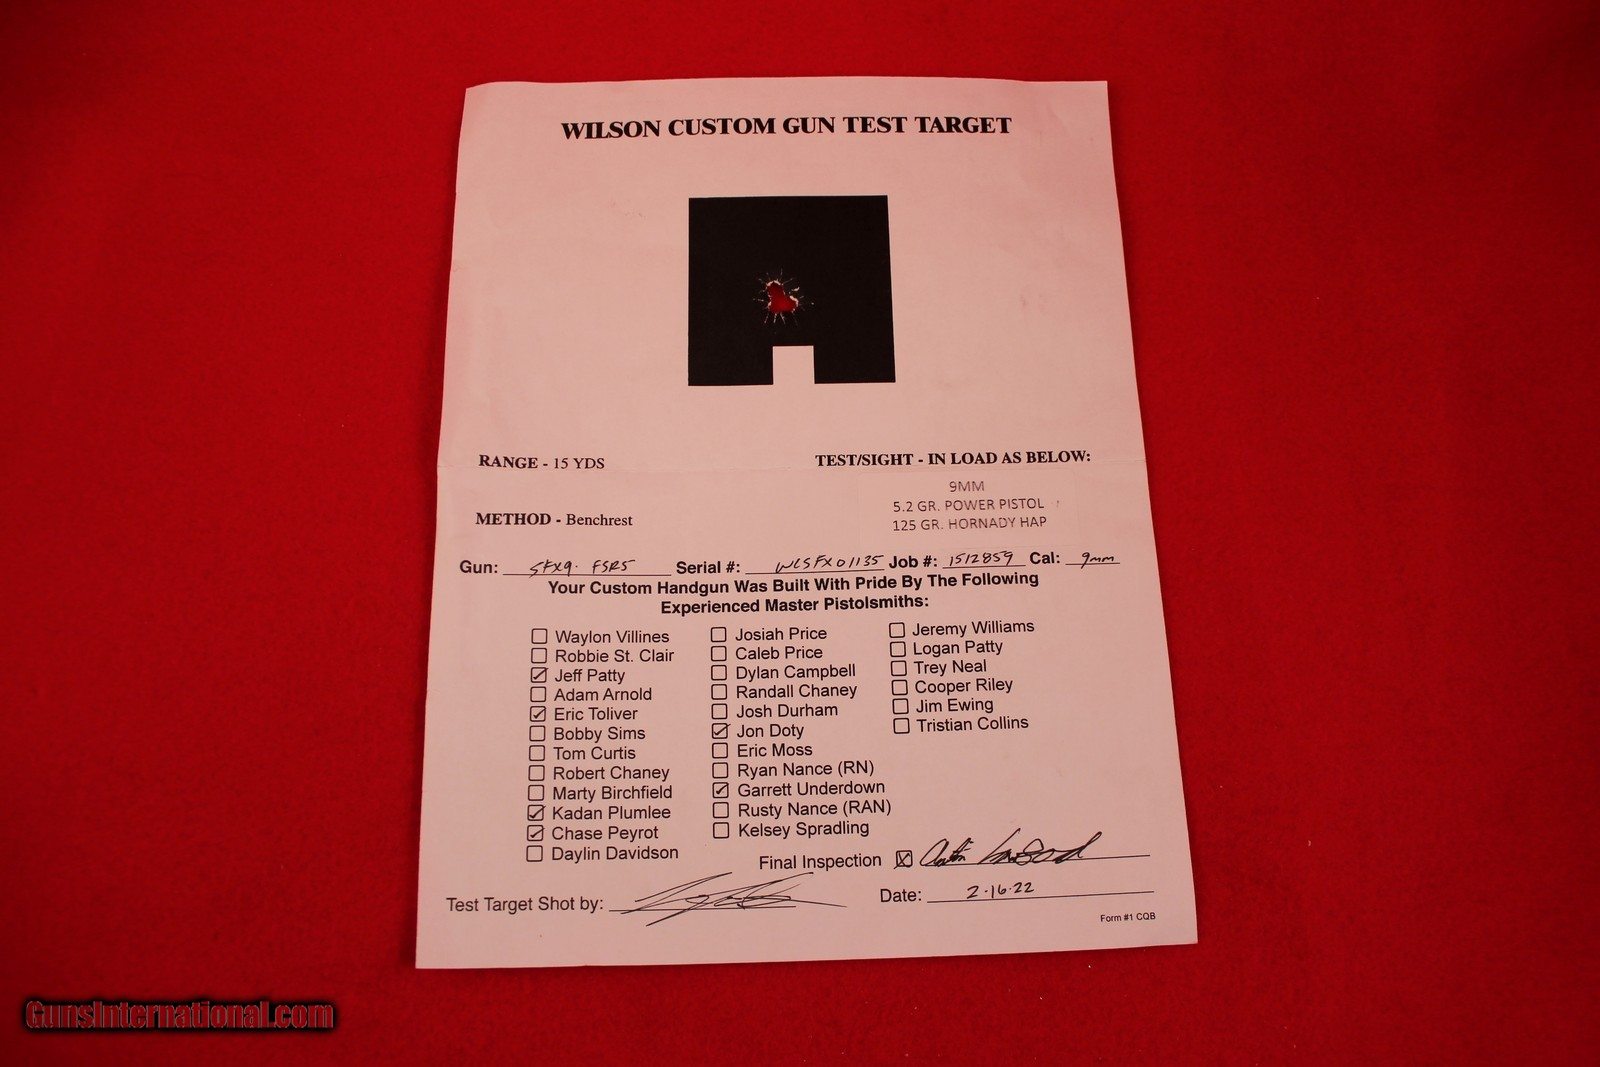 WILSON CUSTOM GUN TEST TARGET
RANGE - 15 YDS
TEST/SIGHT - IN LOAD AS BELOW:
9MM
5.2 GR. POWER PISTOL
125 GR. HORNADY HAP
METHOD - Benchrest
Gun: SFX9 FSR5 Serial #: WCSFX01135 Job #: 1512859 Cal: 9mm
Your Custom Handgun Was Built With Pride By The Following
Experienced Master Pistolsmiths:
Waylon Villines
Robbie St. Clair
Jeff Patty
Adam Arnold
Eric Toliver
Bobby Sims
Tom Curtis
Robert Chaney
Marty Birchfield
Kadan Plumlee
Chase Peyrot
Daylin Davidson
Josiah Price
Caleb Price
Dylan Campbell
Randall Chaney
Josh Durham
Jon Doty
Eric Moss
Ryan Nance (RN)
Garrett Underdown
Rusty Nance (RAN)
Kelsey Spradling
Jeremy Williams
Logan Patty
Trey Neal
Cooper Riley
Jim Ewing
Tristian Collins
Final Inspection
Test Target Shot by:
Date: 2-16-22
Form #1 CQB
GunsInternational.com